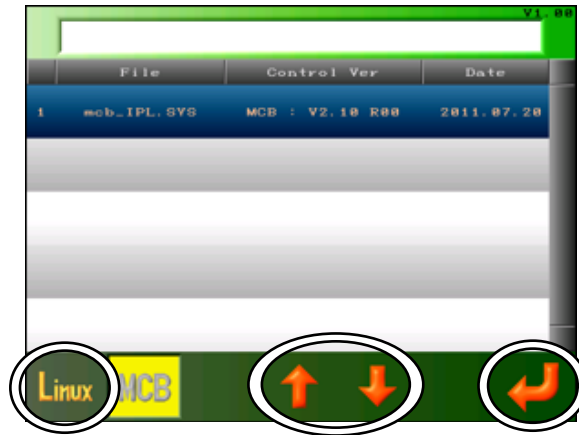 V1.00
File Control Ver Date
1 mcb_IPL.SYS MCB : V2.10 R00 2011.07.20
Linux MCB